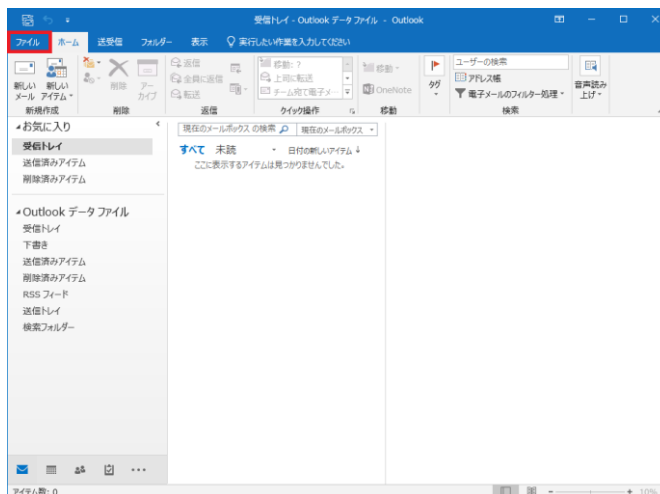 受信トレイ - Outlook データ ファイル - Outlook
ファイル ホーム 送受信 フォルダー 表示 実行したい作業を入力してください
新しい メール
新しい アイテム
新規作成
削除
アー カイブ
削除
返信
全員に返信
転送
返信
移動: ?
上司に転送
チーム宛て電子メ…
クイック操作
移動
OneNote
移動
タグ
ユーザーの検索
アドレス帳
電子メールのフィルター処理
検索
音声読み 上げ
お気に入り
受信トレイ
送信済みアイテム
削除済みアイテム
Outlook データ ファイル
受信トレイ
下書き
送信済みアイテム
削除済みアイテム
RSS フィード
送信トレイ
検索フォルダー
現在のメールボックス の検索 現在のメールボックス
すべて 未読 日付の新しいアイテム ↓
ここに表示するアイテムは見つかりませんでした。
アイテム数: 0
10%